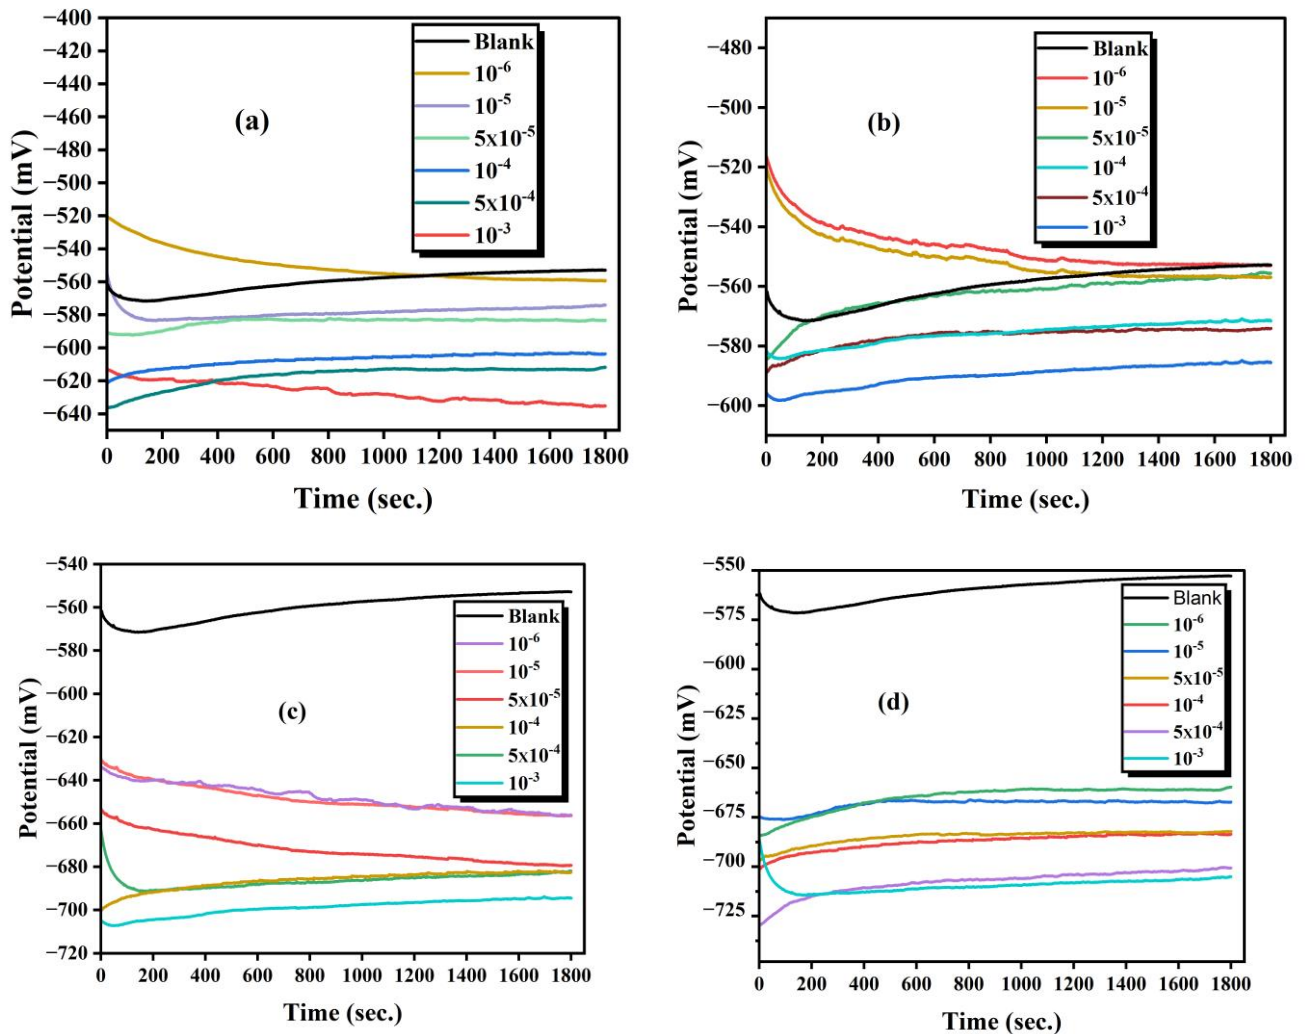 −400
−420
−440
−460
−480
−500
−520
−540
−560
−580
−600
−620
−640
Potential (mV)
(a)
Blank
10⁻⁶
10⁻⁵
5x10⁻⁵
10⁻⁴
5x10⁻⁴
10⁻³
0 200 400 600 800 1000 1200 1400 1600 1800
Time (sec.)
−480
−500
−520
−540
−560
−580
−600
Potential (mV)
(b)
Blank
10⁻⁶
10⁻⁵
5x10⁻⁵
10⁻⁴
5x10⁻⁴
10⁻³
0 200 400 600 800 1000 1200 1400 1600 1800
Time (sec.)
−540
−560
−580
−600
−620
−640
−660
−680
−700
−720
Potential (mV)
(c)
Blank
10⁻⁶
10⁻⁵
5x10⁻⁵
10⁻⁴
5x10⁻⁴
10⁻³
0 200 400 600 800 1000 1200 1400 1600 1800
Time (sec.)
−550
−575
−600
−625
−650
−675
−700
−725
Potential (mV)
(d)
Blank
10⁻⁶
10⁻⁵
5x10⁻⁵
10⁻⁴
5x10⁻⁴
10⁻³
0 200 400 600 800 1000 1200 1400 1600 1800
Time (sec.)